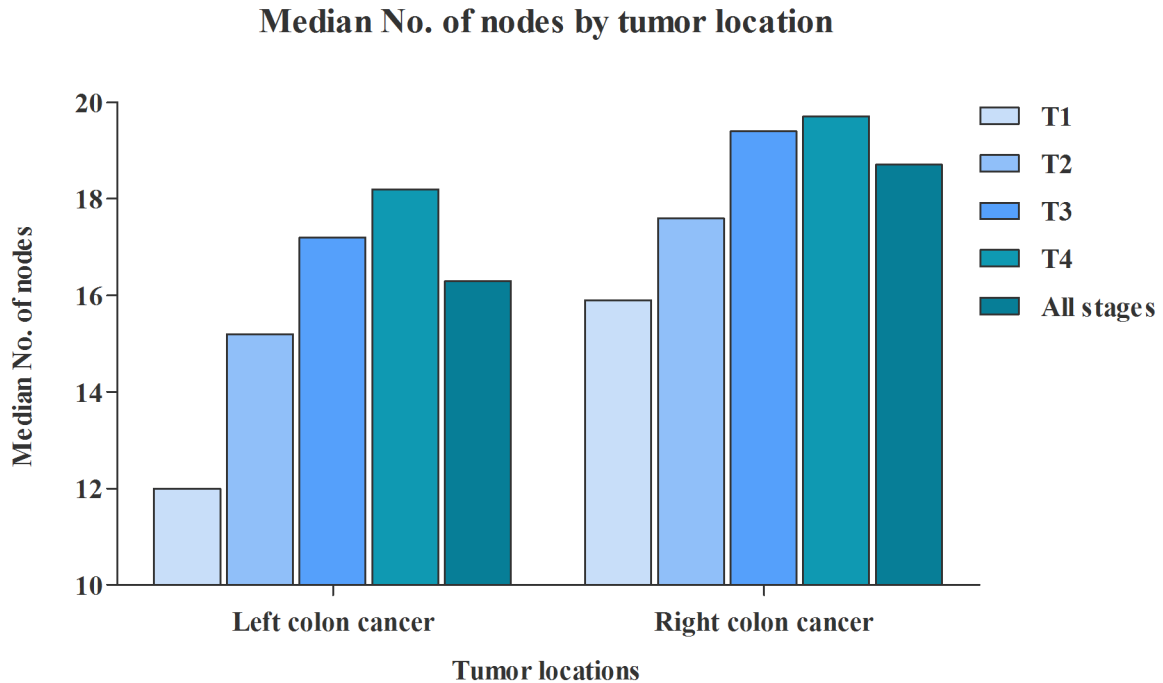 Median No. of nodes by tumor location
Median No. of nodes
20
18
16
14
12
10
Left colon cancer
Right colon cancer
Tumor locations
T1
T2
T3
T4
All stages